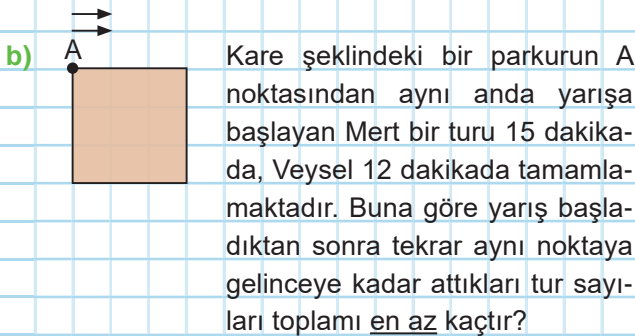 b)
A
Kare şeklindeki bir parkurun A
noktasından aynı anda yarışa
başlayan Mert bir turu 15 dakika-
da, Veysel 12 dakikada tamamla-
maktadır. Buna göre yarış başla-
dıktan sonra tekrar aynı noktaya
gelinceye kadar attıkları tur sayı-
ları toplamı en az kaçtır?